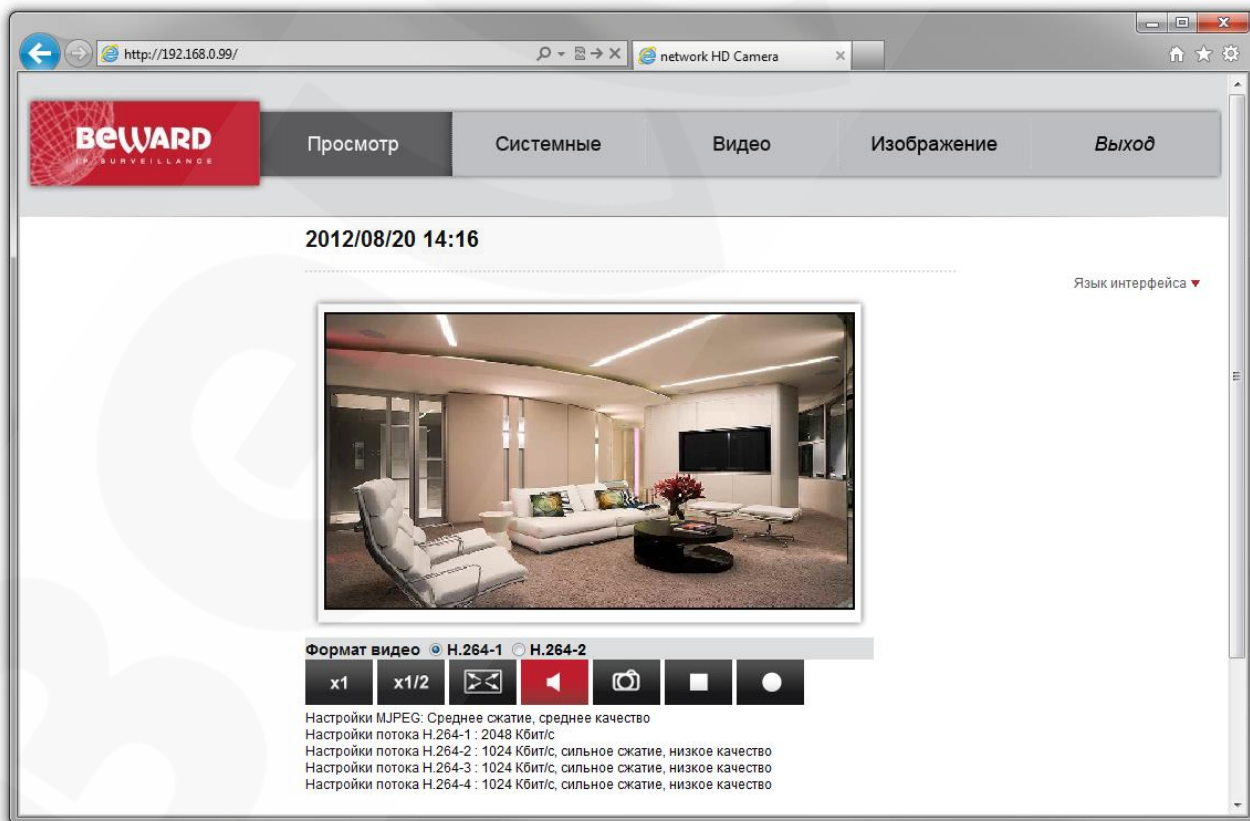 http://192.168.0.99/
network HD Camera
BEWARD
IP SURVEILLANCE
Просмотр
Системные
Видео
Изображение
Выход
2012/08/20 14:16
Язык интерфейса
Формат видео H.264-1 H.264-2
x1 x1/2
Настройки MJPEG: Среднее сжатие, среднее качество
Настройки потока H.264-1 : 2048 Кбит/с
Настройки потока H.264-2 : 1024 Кбит/с, сильное сжатие, низкое качество
Настройки потока H.264-3 : 1024 Кбит/с, сильное сжатие, низкое качество
Настройки потока H.264-4 : 1024 Кбит/с, сильное сжатие, низкое качество